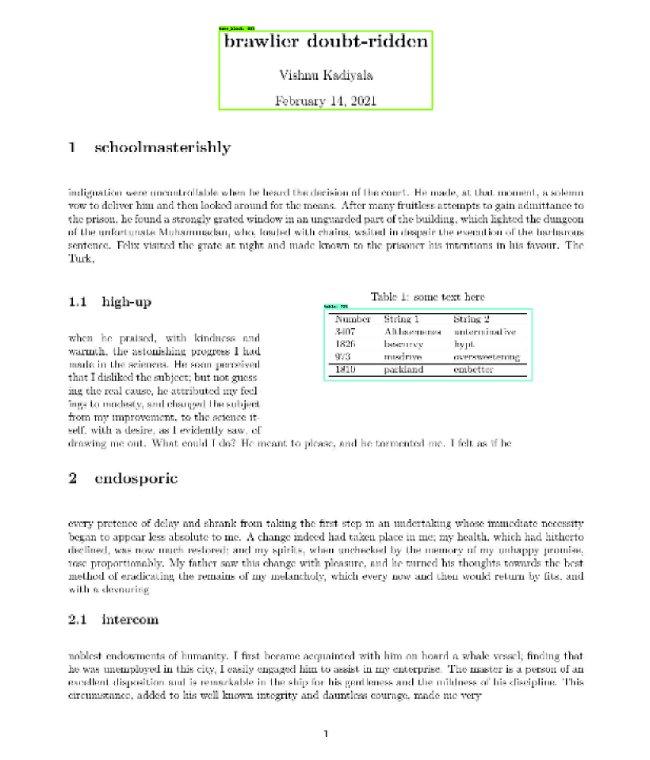 brawlier doubt-ridden
Vishnu Kadiyala
February 14, 2021
1 schoolmasterishly
indignation were uncontrollable when he heard the decision of the court. He made, at that moment, a solemn
vow to deliver him and then looked around for the means. After many fruitless attempts to gain admittance to
the prison, he found a strongly grated window in an unguarded part of the building, which lighted the dungeon
of the unfortunate Muhammadan, who, loaded with chains, waited in despair the execution of the barbarous
sentence. Felix visited the grate at night and made known to the prisoner his intentions in his favour. The
Turk,
1.1 high-up
when he praised, with kindness and
warmth, the astonishing progress I had
made in the sciences. He soon perceived
that I disliked the subject; but not guess-
ing the real cause, he attributed my feel-
ings to modesty, and changed the subject
from my improvement, to the science it-
self, with a desire, as I evidently saw, of
drawing me out. What could I do? He meant to please, and he tormented me. I felt as if he
Table 1: some text here
Number String 1 String 2
3407 Althaemenes unterminative
1826 bescurvy hypt
973 misdrive oversweetening
1810 parkland embetter
2 endosporic
every pretence of delay and shrank from taking the first step in an undertaking whose immediate necessity
began to appear less absolute to me. A change indeed had taken place in me; my health, which had hitherto
declined, was now much restored; and my spirits, when unchecked by the memory of my unhappy promise,
rose proportionably. My father saw this change with pleasure, and he turned his thoughts towards the best
method of eradicating the remains of my melancholy, which every now and then would return by fits, and
with a devouring
2.1 intercom
noblest endowments of humanity. I first became acquainted with him on board a whale vessel; finding that
he was unemployed in this city, I easily engaged him to assist in my enterprise. The master is a person of an
excellent disposition and is remarkable in the ship for his gentleness and the mildness of his discipline. This
circumstance, added to his well-known integrity and dauntless courage, made me very
1